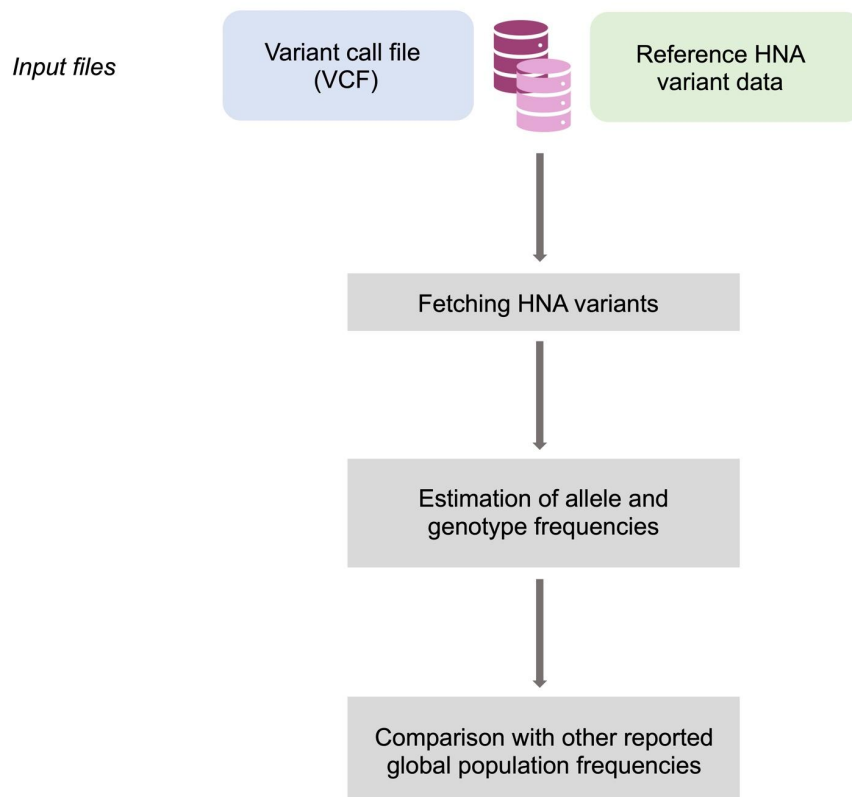 Input files
Variant call file
(VCF)
Reference HNA
variant data
Fetching HNA variants
Estimation of allele and
genotype frequencies
Comparison with other reported
global population frequencies